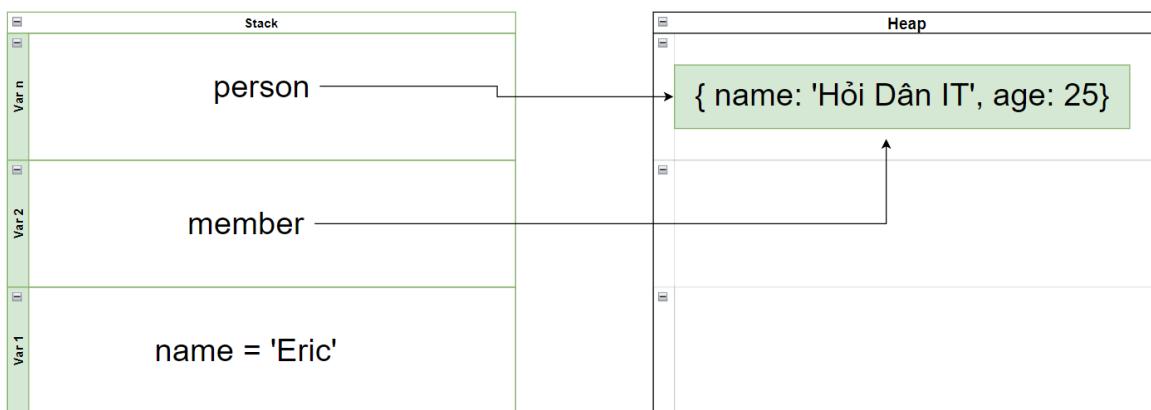 Stack
Heap
Var n
person
{ name: 'Hỏi Dân IT', age: 25}
Var 2
member
Var 1
name = 'Eric'